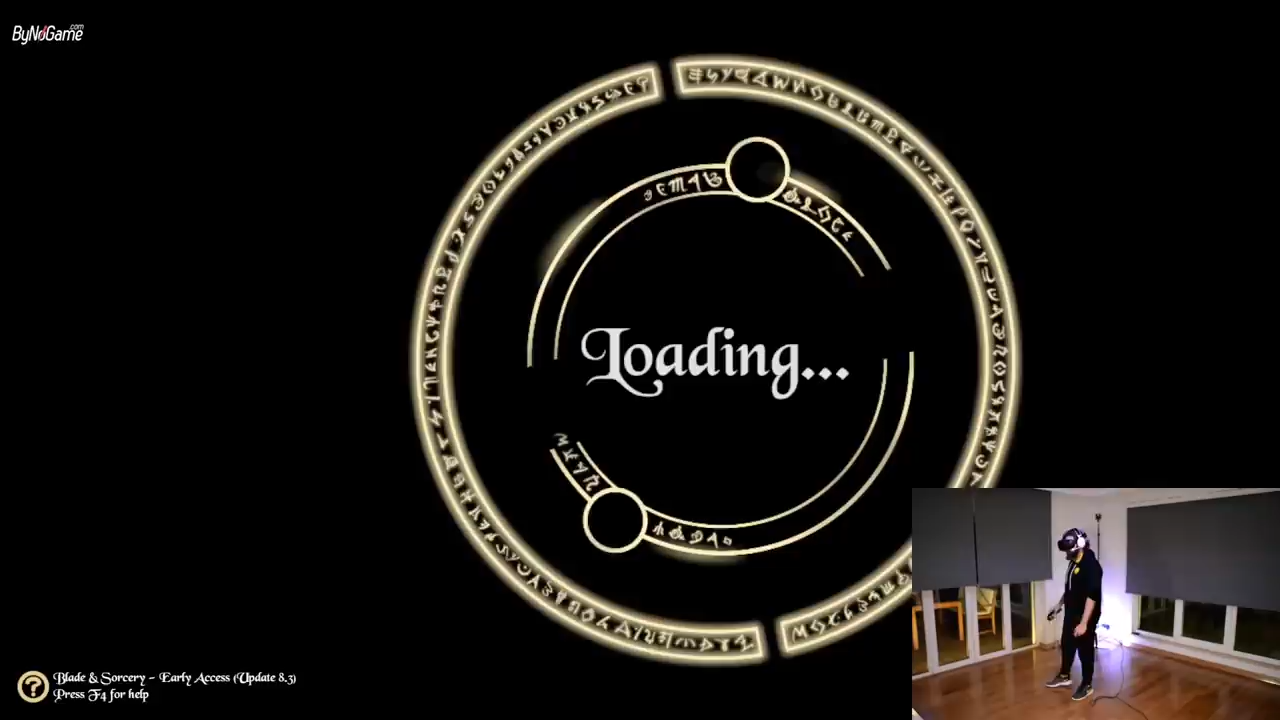 ByNoGame.com
Loading...
Blade & Sorcery - Early Access (Update 8.3)
Press F4 for help